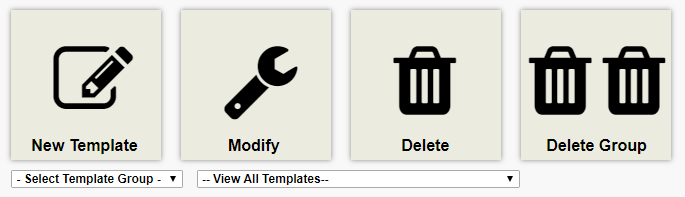 New Template Modify Delete Delete Group
- Select Template Group - -- View All Templates--